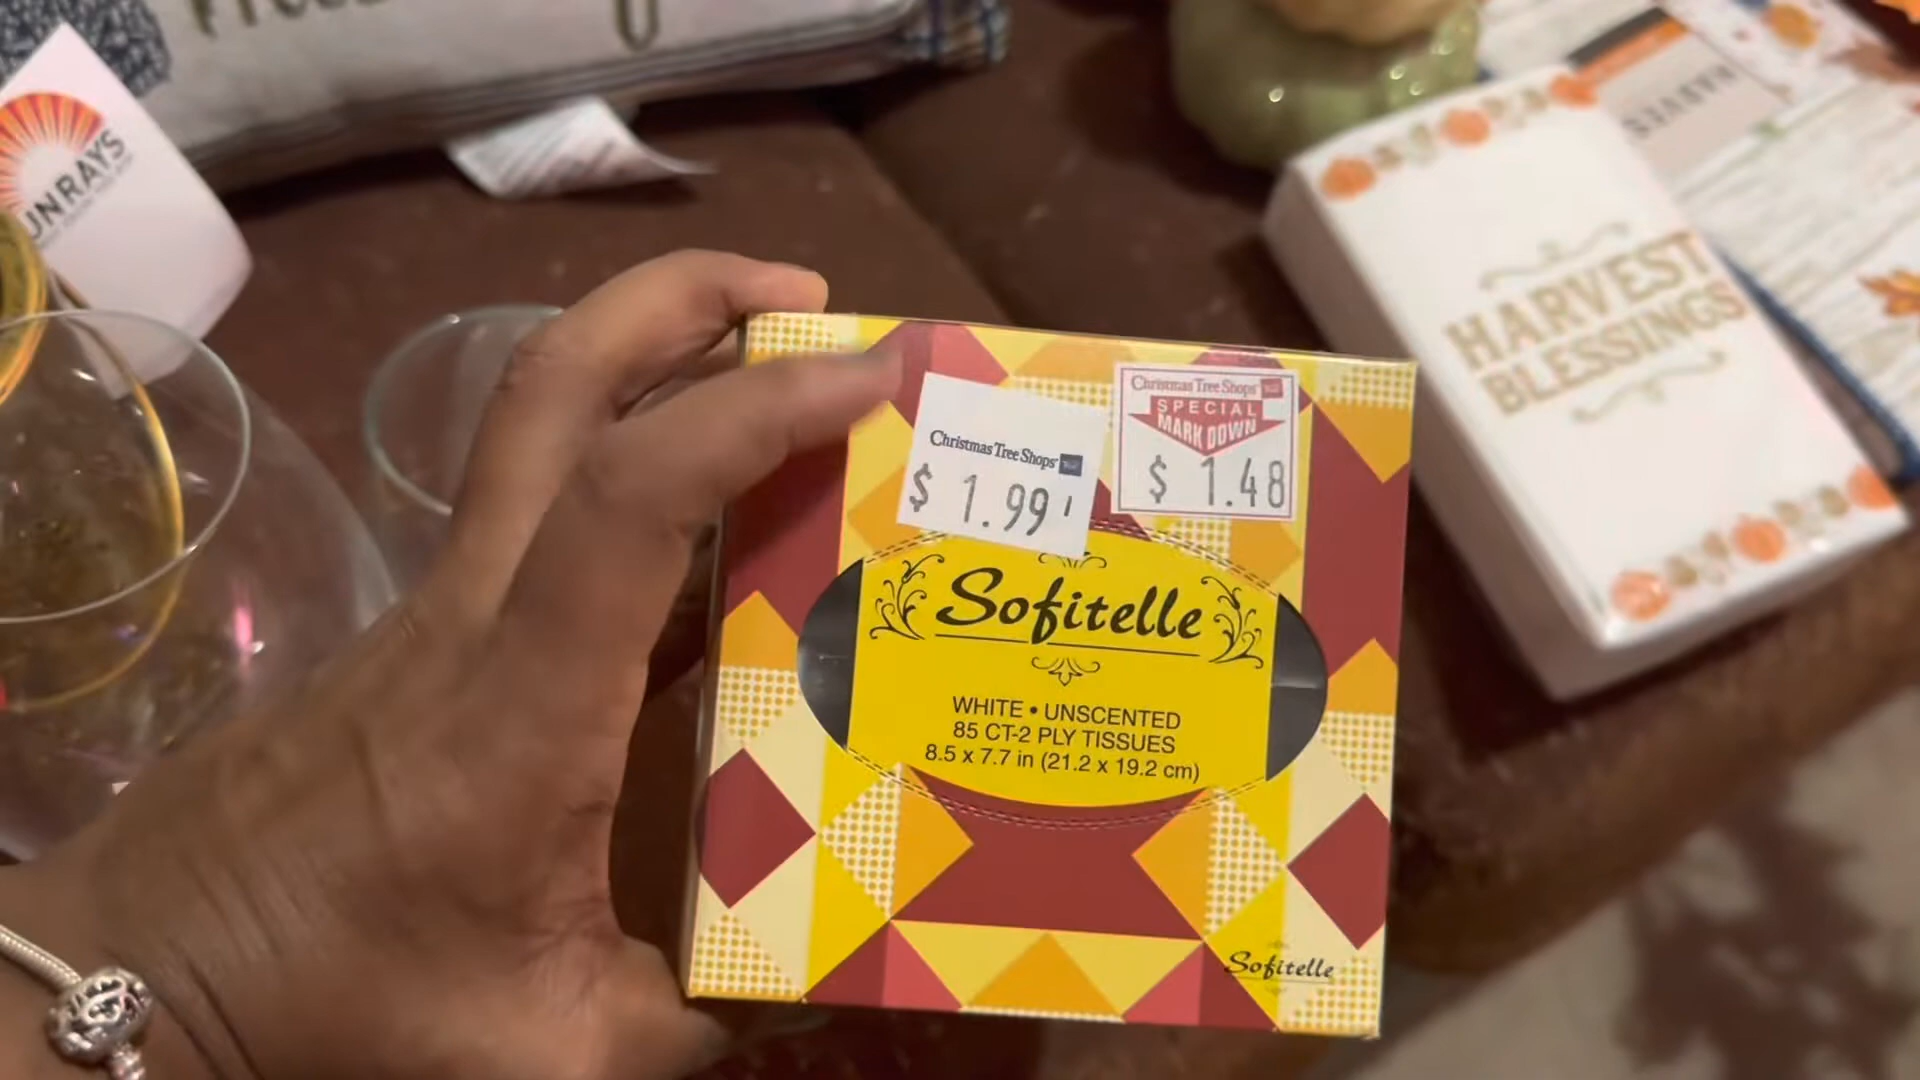 UNRAYS
HARVEST
HARVEST
BLESSINGS
Christmas Tree Shops
$ 1.99
Christmas Tree Shops
SPECIAL
MARK DOWN
$ 1.48
Sofitelle
WHITE • UNSCENTED
85 CT-2 PLY TISSUES
8.5 x 7.7 in (21.2 x 19.2 cm)
Sofitelle